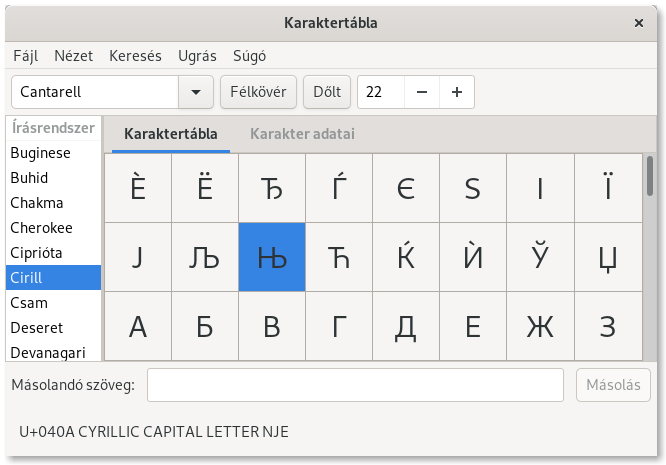 Karaktertábla ×
Fájl Nézet Keresés Ugrás Súgó
Cantarell Félkövér Dőlt 22 − +
Írásrendszer
Buginese
Buhid
Chakma
Cherokee
Ciprióta
Cirill
Csam
Deseret
Devanagari
Karaktertábla Karakter adatai
Ѐ Ё Ђ Ѓ Є Ѕ І Ї
Ј Љ Њ Ћ Ќ Ѝ Ў Џ
А Б В Г Д Е Ж З
Másolandó szöveg: Másolás
U+040A CYRILLIC CAPITAL LETTER NJE